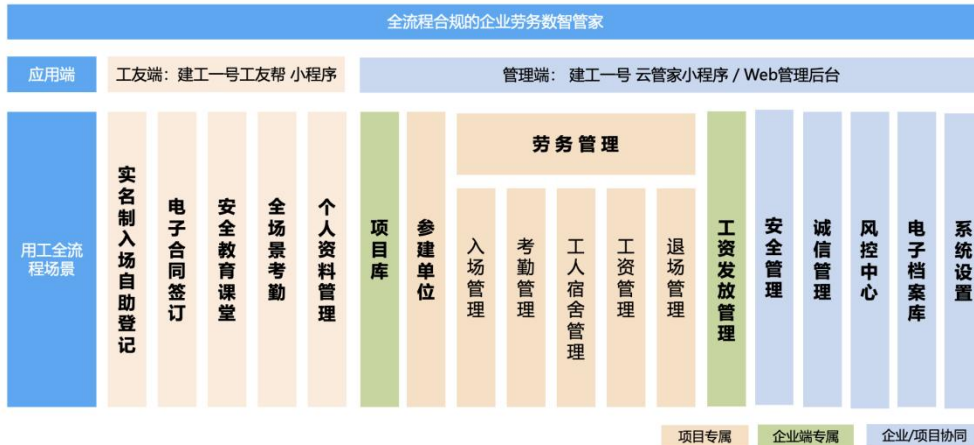 全流程合规的企业劳务数智管家
应用端
工友端：建工一号工友帮 小程序
管理端： 建工一号 云管家小程序 / Web管理后台
用工全流
程场景
实名制入场自助登记
电子合同签订
安全教育课堂
全场景考勤
个人资料管理
项目库
参建单位
劳务管理
入场管理
考勤管理
工人宿舍管理
工资管理
退场管理
工资发放管理
安全管理
诚信管理
风控中心
电子档案库
系统设置
项目专属
企业端专属
企业/项目协同